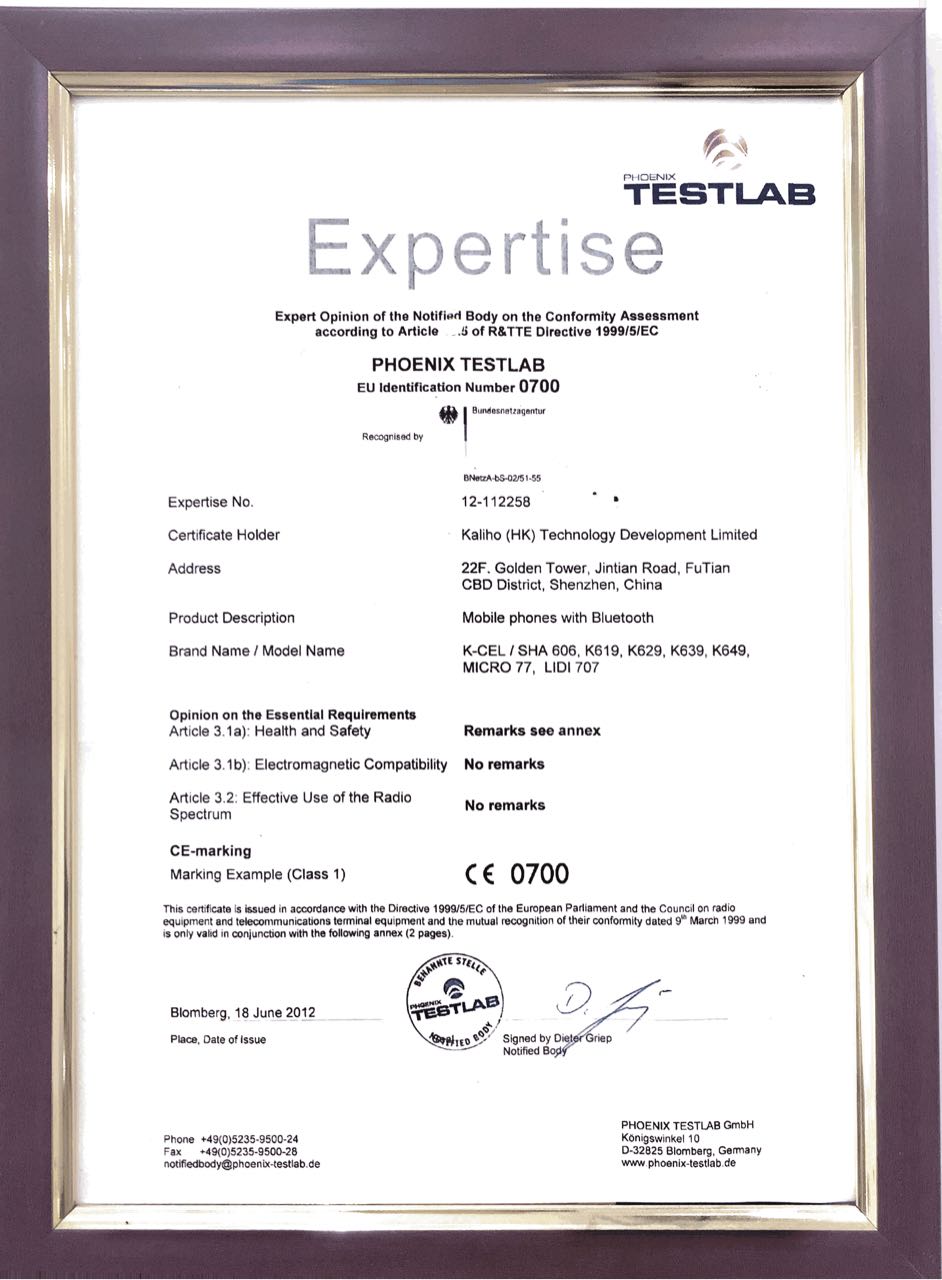 PHOENIX
TESTLAB
Expertise
Expert Opinion of the Notified Body on the Conformity Assessment
according to Article .5 of R&TTE Directive 1999/5/EC
PHOENIX TESTLAB
EU Identification Number 0700
Bundesnetzagentur
Recognised by
BNetzA-bS-02/51-55
Expertise No. 12-112258
Certificate Holder Kaliho (HK) Technology Development Limited
Address 22F. Golden Tower, Jintian Road, FuTian
CBD District, Shenzhen, China
Product Description Mobile phones with Bluetooth
Brand Name / Model Name K-CEL / SHA 606, K619, K629, K639, K649,
MICRO 77, LIDI 707
Opinion on the Essential Requirements
Article 3.1a): Health and Safety Remarks see annex
Article 3.1b): Electromagnetic Compatibility No remarks
Article 3.2: Effective Use of the Radio
Spectrum No remarks
CE-marking
Marking Example (Class 1) CE 0700
This certificate is issued in accordance with the Directive 1999/5/EC of the European Parliament and the Council on radio
equipment and telecommunications terminal equipment and the mutual recognition of their conformity dated 9th March 1999 and
is only valid in conjunction with the following annex (2 pages).
BENANNTE STELLE
PHOENIX
TESTLAB
NOTIFIED BODY
Blomberg, 18 June 2012
Place, Date of Issue
Signed by Dieter Griep
Notified Body
Phone +49(0)5235-9500-24
Fax +49(0)5235-9500-28
notifiedbody@phoenix-testlab.de
PHOENIX TESTLAB GmbH
Königswinkel 10
D-32825 Blomberg, Germany
www.phoenix-testlab.de